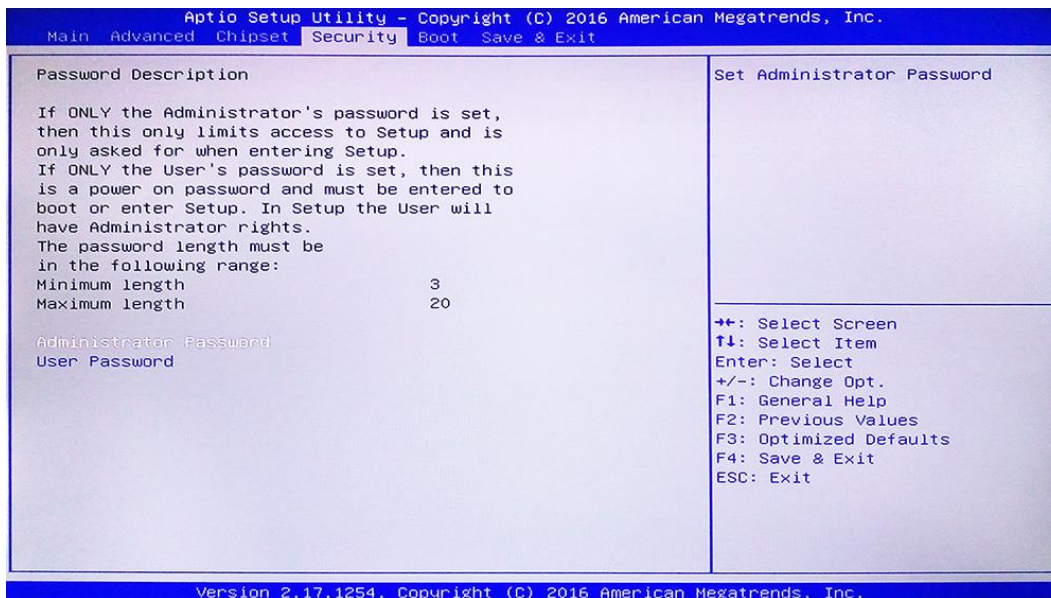 Aptio Setup Utility – Copyright (C) 2016 American Megatrends, Inc.
Main Advanced Chipset Security Boot Save & Exit
Password Description
If ONLY the Administrator's password is set,
then this only limits access to Setup and is
only asked for when entering Setup.
If ONLY the User's password is set, then this
is a power on password and must be entered to
boot or enter Setup. In Setup the User will
have Administrator rights.
The password length must be
in the following range:
Minimum length 3
Maximum length 20
Administrator Password
User Password
Set Administrator Password
→←: Select Screen
↑↓: Select Item
Enter: Select
+/-: Change Opt.
F1: General Help
F2: Previous Values
F3: Optimized Defaults
F4: Save & Exit
ESC: Exit
Version 2.17.1254. Copyright (C) 2016 American Megatrends, Inc.